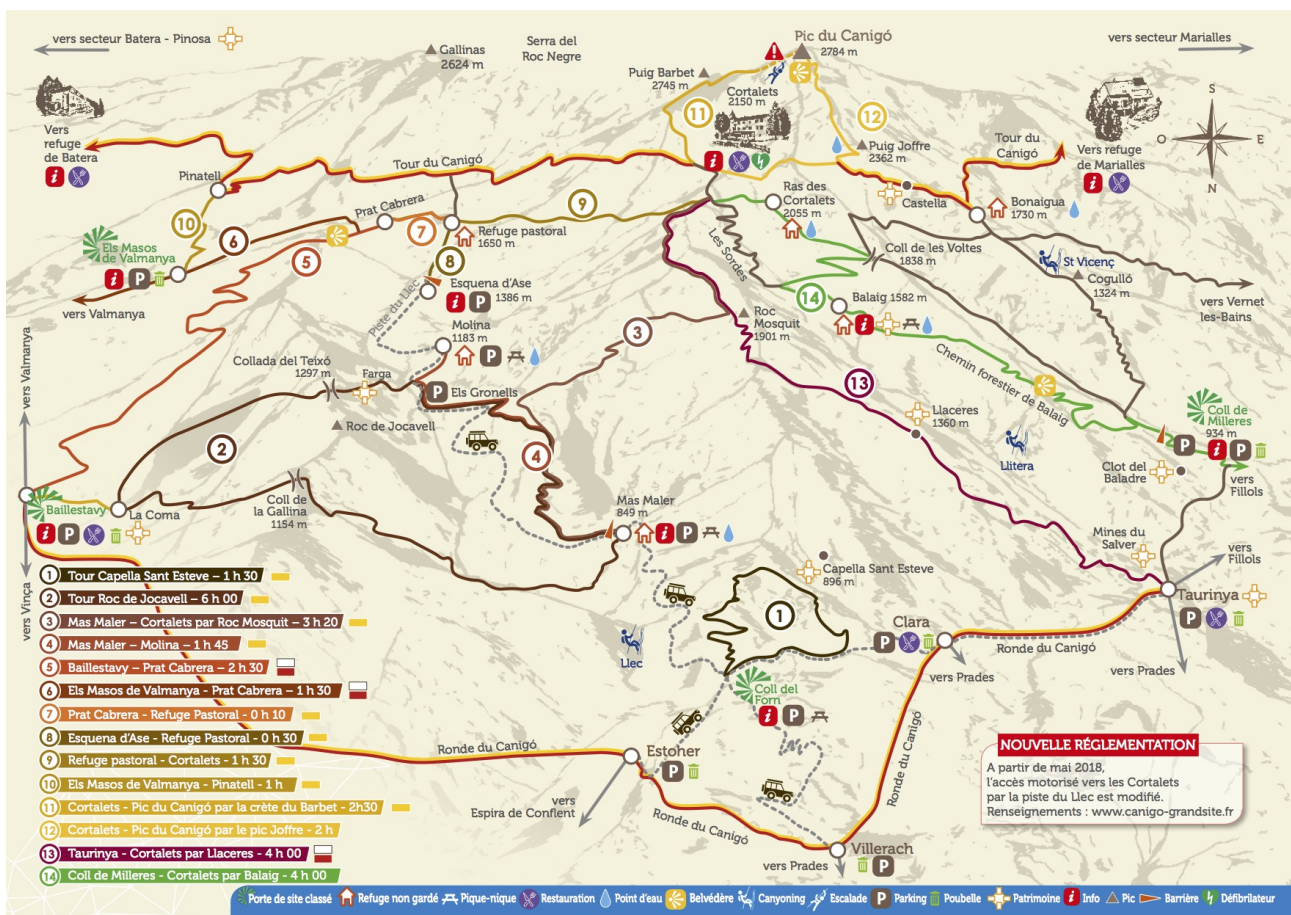 vers secteur Batera - Pinosa
Gallinas
2624 m
Serra del
Roc Negre
Pic du Canigó
2784 m
vers secteur Marialles
Puig Barbet
2745 m
Cortalets
2150 m
11
12
S
O
E
N
Vers
refuge
de Batera
i
Pinatell
Tour du Canigó
i
Puig Joffre
2362 m
Tour du
Canigó
Vers refuge
de Marialles
i
Castella
Bonaigua
1730 m
Ras des
Cortalets
2055 m
Prat Cabrera
10
6
5
7
9
Refuge pastoral
1650 m
Els Masos
de Valmanya
i P
vers Valmanya
8
Esquena d'Ase
1386 m
i P
Piste du Llec
Les Sordes
Coll de les Voltes
1838 m
St Vicenç
Cogulló
1324 m
vers Vernet
les-Bains
14
Balaig 1582 m
i
Molina
1183 m
P
3
Roc
Mosquit
1901 m
Chemin forestier de Balaig
vers Valmanya
Collada del Teixó
1297 m
Farga
P Els Gronells
13
Llaceres
1360 m
Coll de
Milleres
934 m
P i P
Roc de Jocavell
2
4
Llitera
Clot del
Baladre
vers
Fillols
Baillestavy
i P
La Coma
Coll de
la Gallina
1154 m
Mas Maler
849 m
i P
Mines du
Salver
vers
Fillols
Capella Sant Esteve
896 m
Taurinya
P
vers Vinça
1
Clara
P
Ronde du Canigó
vers Prades
vers Prades
Llec
Coll del
Forn
i P
1 Tour Capella Sant Esteve – 1 h 30
2 Tour Roc de Jocavell – 6 h 00
3 Mas Maler – Cortalets par Roc Mosquit – 3 h 20
4 Mas Maler – Molina – 1 h 45
5 Baillestavy – Prat Cabrera – 2 h 30
6 Els Masos de Valmanya - Prat Cabrera – 1 h 30
7 Prat Cabrera - Refuge Pastoral - 0 h 10
8 Esquena d'Ase - Refuge Pastoral - 0 h 30
9 Refuge pastoral - Cortalets - 1 h 30
10 Els Masos de Valmanya - Pinatell - 1 h
11 Cortalets - Pic du Canigó par la crète du Barbet - 2h30
12 Cortalets - Pic du Canigó par le pic Joffre - 2 h
13 Taurinya - Cortalets par Llaceres - 4 h 00
14 Coll de Milleres - Cortalets par Balaig - 4 h 00
Ronde du Canigó
Estoher
P
vers
Espira de Conflent
Ronde du Canigó
Ronde du Canigó
Villerach
P
vers Prades
NOUVELLE RÉGLEMENTATION
A partir de mai 2018,
l'accès motorisé vers les Cortalets
par la piste du Llec est modifié.
Renseignements : www.canigo-grandsite.fr
Porte de site classé Refuge non gardé Pique-nique Restauration Point d'eau Belvédère Canyoning Escalade P Parking Poubelle Patrimoine i Info Pic Barrière Défibrilateur